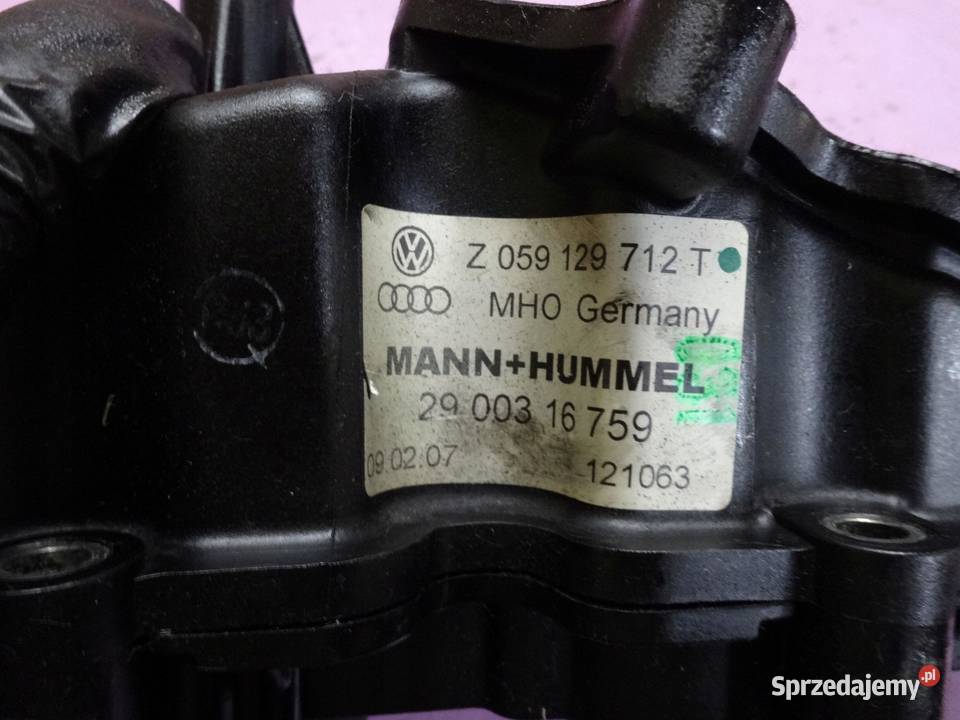 Z 059 129 712 T
MHO Germany
MANN+HUMMEL
29 003 16 759
09.02.07 121063
Sprzedajemy.pl